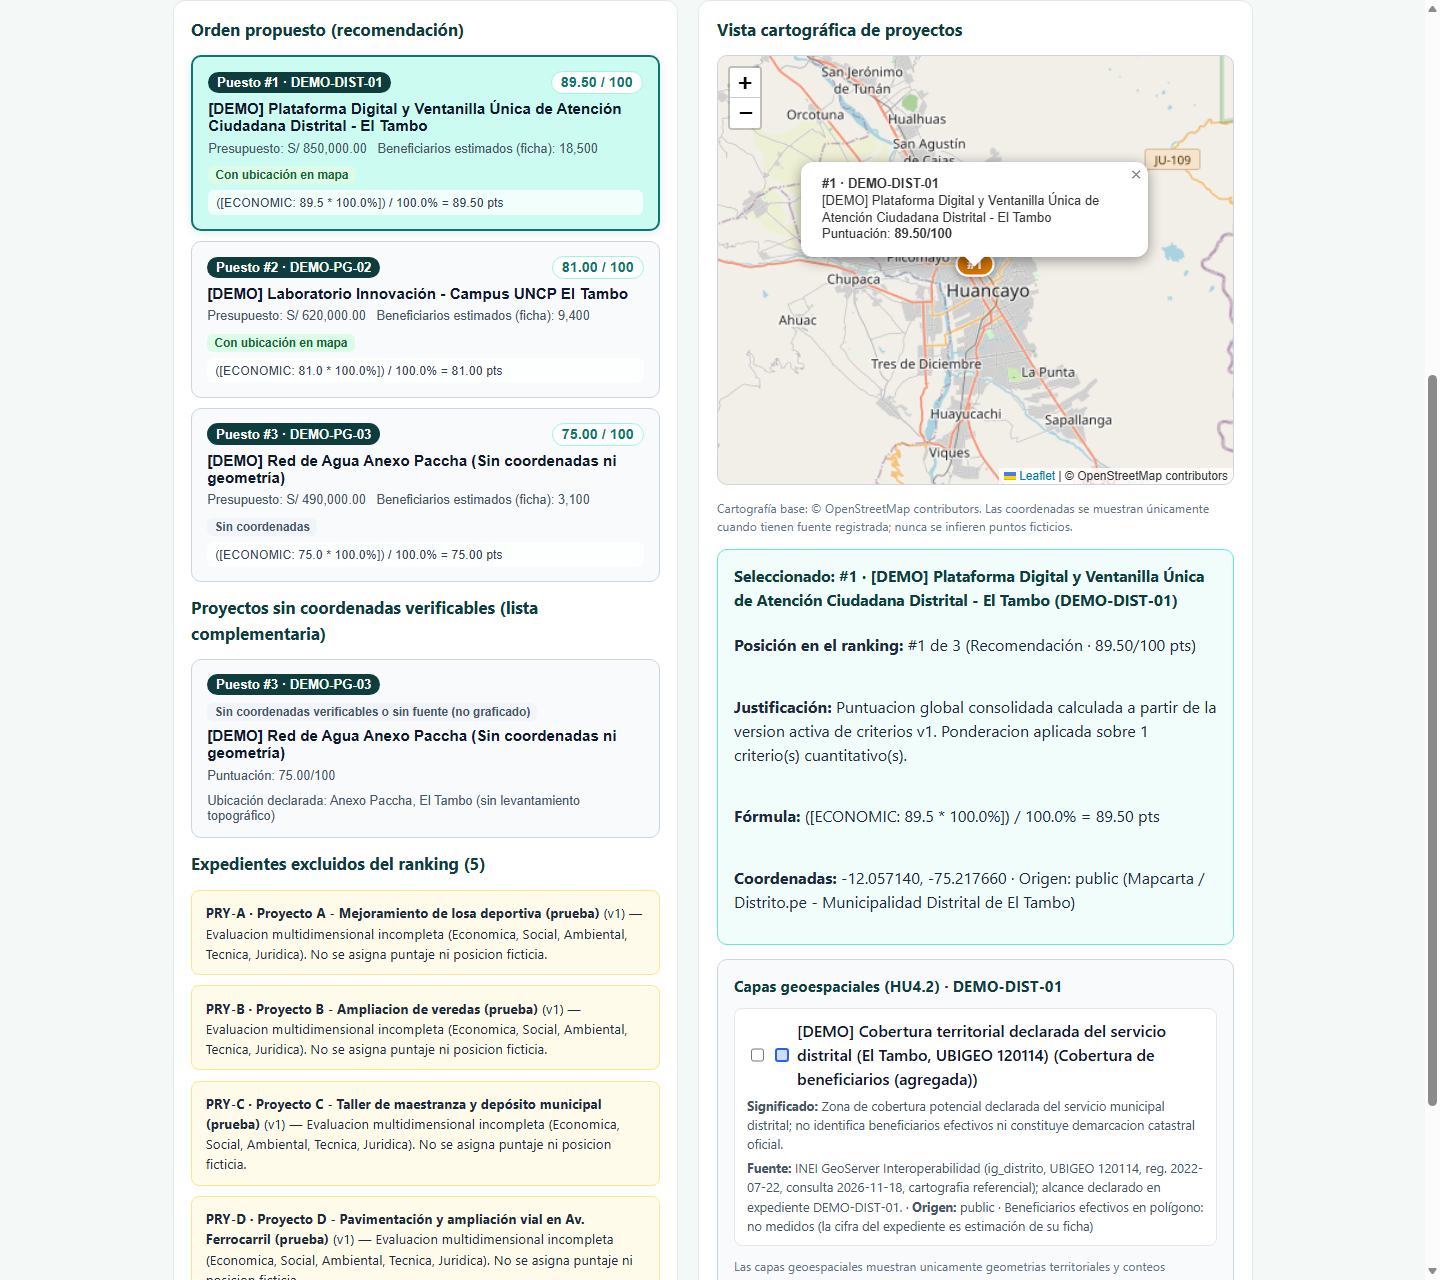 Orden propuesto (recomendación)
Puesto #1 · DEMO-DIST-01
89.50 / 100
[DEMO] Plataforma Digital y Ventanilla Única de Atención
Ciudadana Distrital - El Tambo
Presupuesto: S/ 850,000.00 Beneficiarios estimados (ficha): 18,500
Con ubicación en mapa
([ECONOMIC: 89.5 * 100.0%]) / 100.0% = 89.50 pts
Puesto #2 · DEMO-PG-02
81.00 / 100
[DEMO] Laboratorio Innovación - Campus UNCP El Tambo
Presupuesto: S/ 620,000.00 Beneficiarios estimados (ficha): 9,400
Con ubicación en mapa
([ECONOMIC: 81.0 * 100.0%]) / 100.0% = 81.00 pts
Puesto #3 · DEMO-PG-03
75.00 / 100
[DEMO] Red de Agua Anexo Paccha (Sin coordenadas ni
geometría)
Presupuesto: S/ 490,000.00 Beneficiarios estimados (ficha): 3,100
Sin coordenadas
([ECONOMIC: 75.0 * 100.0%]) / 100.0% = 75.00 pts
Proyectos sin coordenadas verificables (lista
complementaria)
Puesto #3 · DEMO-PG-03
Sin coordenadas verificables o sin fuente (no graficado)
[DEMO] Red de Agua Anexo Paccha (Sin coordenadas ni
geometría)
Puntuación: 75.00/100
Ubicación declarada: Anexo Paccha, El Tambo (sin levantamiento
topográfico)
Expedientes excluidos del ranking (5)
PRY-A · Proyecto A - Mejoramiento de losa deportiva (prueba) (v1) —
Evaluacion multidimensional incompleta (Economica, Social, Ambiental,
Tecnica, Juridica). No se asigna puntaje ni posicion ficticia.
PRY-B · Proyecto B - Ampliacion de veredas (prueba) (v1) —
Evaluacion multidimensional incompleta (Economica, Social, Ambiental,
Tecnica, Juridica). No se asigna puntaje ni posicion ficticia.
PRY-C · Proyecto C - Taller de maestranza y depósito municipal
(prueba) (v1) — Evaluacion multidimensional incompleta (Economica,
Social, Ambiental, Tecnica, Juridica). No se asigna puntaje ni posicion
ficticia.
PRY-D · Proyecto D - Pavimentación y ampliación vial en Av.
Ferrocarril (prueba) (v1) — Evaluacion multidimensional incompleta
(Economica, Social, Ambiental, Tecnica, Juridica). No se asigna puntaje ni
posicion ficticia.
Vista cartográfica de proyectos
+
−
San Jerónimo
de Tunán
Orcotuna
Hualhuas
San Agustín
de Cajas
JU-109
#1 · DEMO-DIST-01
×
[DEMO] Plataforma Digital y Ventanilla Única de
Atención Ciudadana Distrital - El Tambo
Puntuación: 89.50/100
Pilcomayo
#1
Chupaca
Huancayo
Ahuac
Tres de Diciembre
La Punta
Huayucachi
Sapallanga
Viques
Leaflet | © OpenStreetMap contributors
Cartografía base: © OpenStreetMap contributors. Las coordenadas se muestran únicamente
cuando tienen fuente registrada; nunca se infieren puntos ficticios.
Seleccionado: #1 · [DEMO] Plataforma Digital y Ventanilla Única
de Atención Ciudadana Distrital - El Tambo (DEMO-DIST-01)
Posición en el ranking: #1 de 3 (Recomendación · 89.50/100 pts)
Justificación: Puntuacion global consolidada calculada a partir de la
version activa de criterios v1. Ponderacion aplicada sobre 1
criterio(s) cuantitativo(s).
Fórmula: ([ECONOMIC: 89.5 * 100.0%]) / 100.0% = 89.50 pts
Coordenadas: -12.057140, -75.217660 · Origen: public (Mapcarta /
Distrito.pe - Municipalidad Distrital de El Tambo)
Capas geoespaciales (HU4.2) · DEMO-DIST-01
[DEMO] Cobertura territorial declarada del servicio
distrital (El Tambo, UBIGEO 120114) (Cobertura de
beneficiarios (agregada))
Significado: Zona de cobertura potencial declarada del servicio municipal
distrital; no identifica beneficiarios efectivos ni constituye demarcacion catastral
oficial.
Fuente: INEI GeoServer Interoperabilidad (ig_distrito, UBIGEO 120114, reg. 2022-
07-22, consulta 2026-11-18, cartografia referencial); alcance declarado en
expediente DEMO-DIST-01. · Origen: public · Beneficiarios efectivos en polígono:
no medidos (la cifra del expediente es estimación de su ficha)
Las capas geoespaciales muestran unicamente geometrias territoriales y conteos